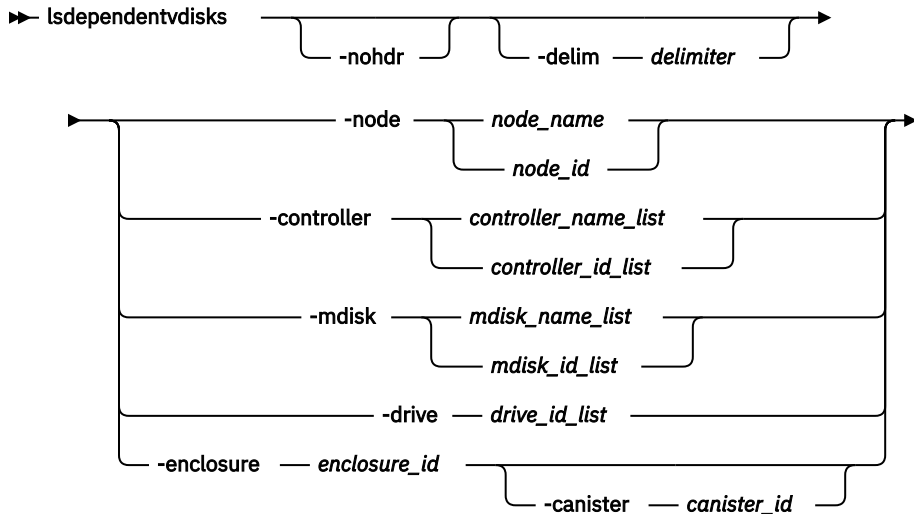 lsdependentvdisks
-nohdr -delim delimiter
-node node_name
node_id
-controller controller_name_list
controller_id_list
-mdisk mdisk_name_list
mdisk_id_list
-drive drive_id_list
-enclosure enclosure_id
-canister canister_id